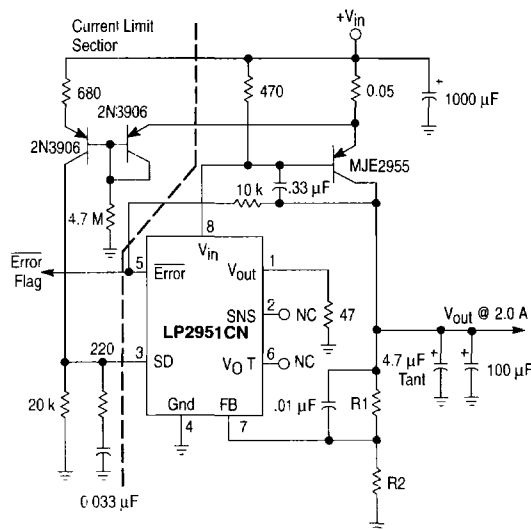 +Vin
Current Limit
Section
680
470
0.05
1000 µF
2N3906
2N3906
MJE2955
10 k
.33 µF
4.7 M
8
Vin
Error
Flag
5
Error
Vout
1
LP2951CN
SNS
2
NC
47
VO T
6
NC
Vout @ 2.0 A
220
3
SD
4.7 µF
Tant
100 µF
20 k
Gnd
FB
4
7
.01 µF
R1
R2
0.033 µF